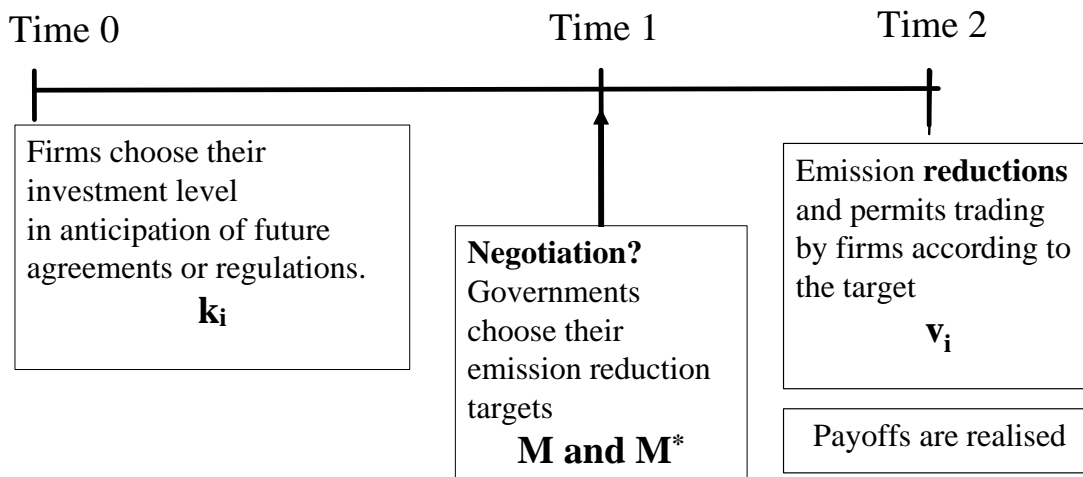 Time 0
Time 1
Time 2
Firms choose their
investment level
in anticipation of future
agreements or regulations.
ki
Negotiation?
Governments
choose their
emission reduction
targets
M and M*
Emission reductions
and permits trading
by firms according to
the target
vi
Payoffs are realised